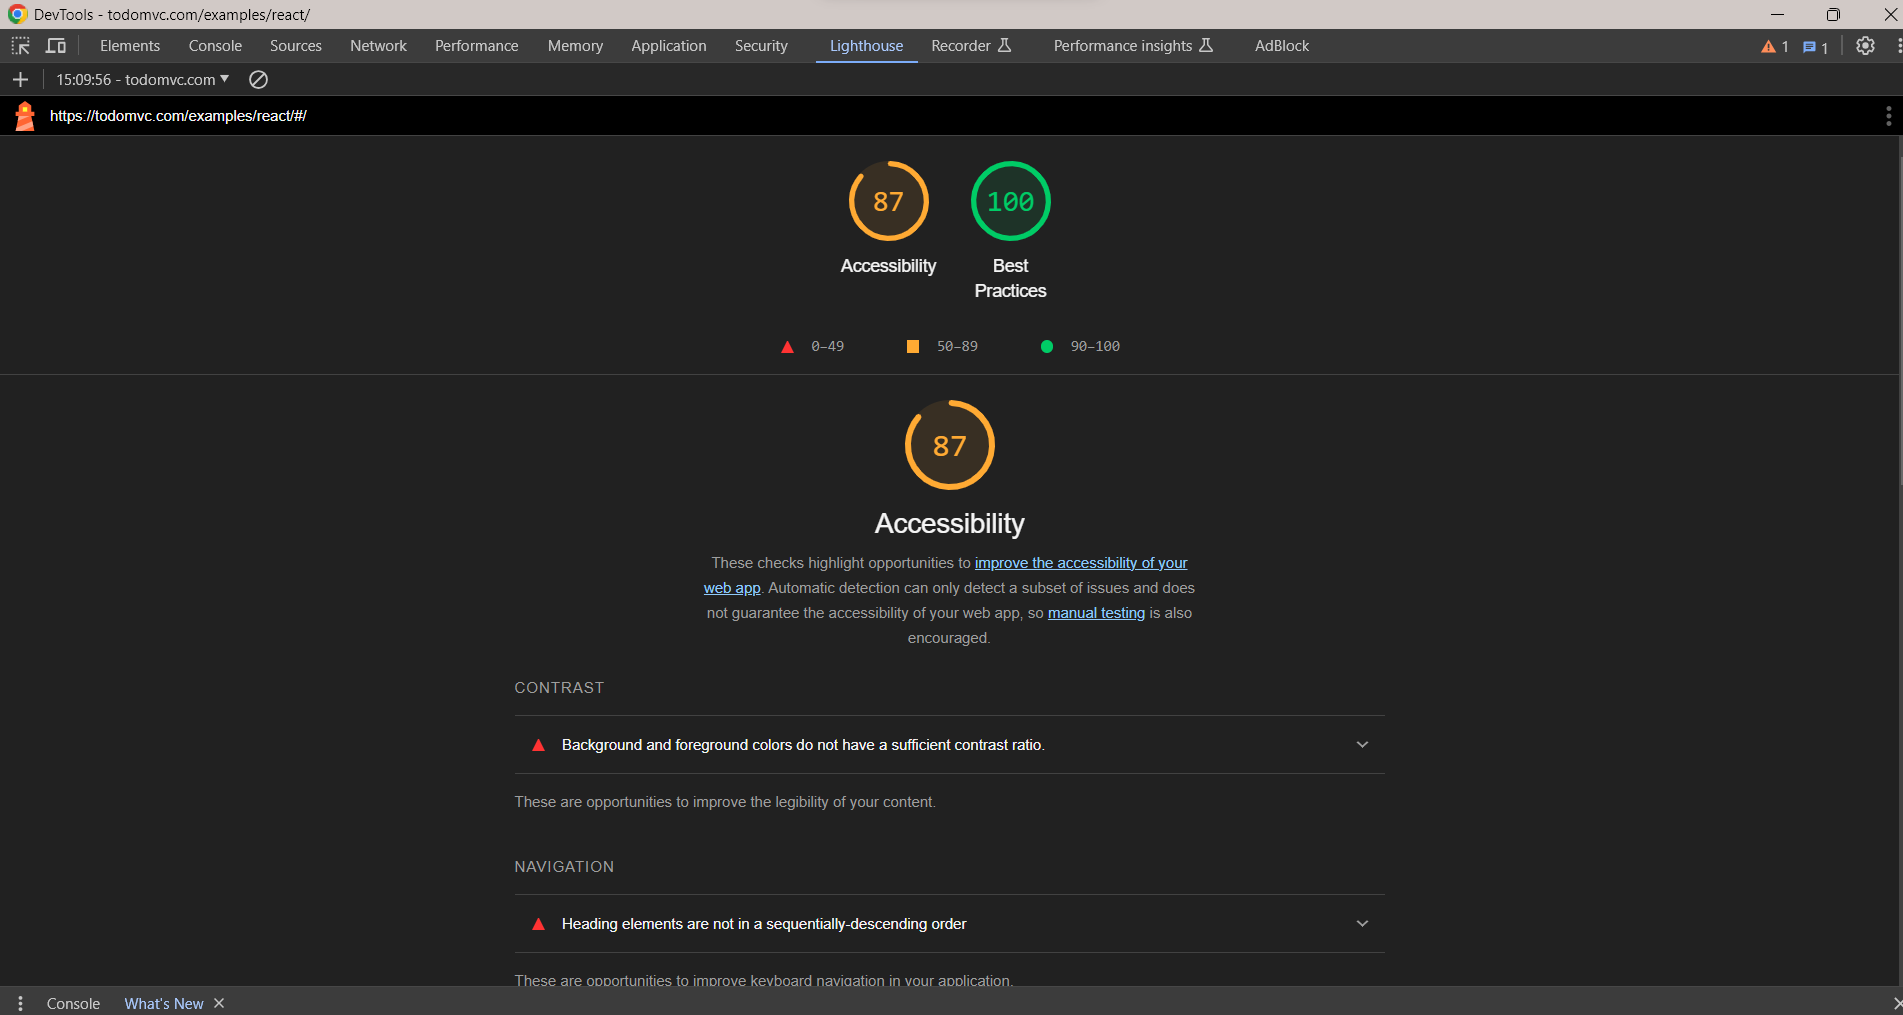 DevTools - todomvc.com/examples/react/
Elements Console Sources Network Performance Memory Application Security Lighthouse Recorder Performance insights AdBlock 1 1
15:09:56 - todomvc.com
https://todomvc.com/examples/react/#/
87 100
Accessibility Best
Practices
0–49 50–89 90–100
87
Accessibility
These checks highlight opportunities to improve the accessibility of your
web app. Automatic detection can only detect a subset of issues and does
not guarantee the accessibility of your web app, so manual testing is also
encouraged.
CONTRAST
Background and foreground colors do not have a sufficient contrast ratio.
These are opportunities to improve the legibility of your content.
NAVIGATION
Heading elements are not in a sequentially-descending order
These are opportunities to improve keyboard navigation in your application.
Console What's New